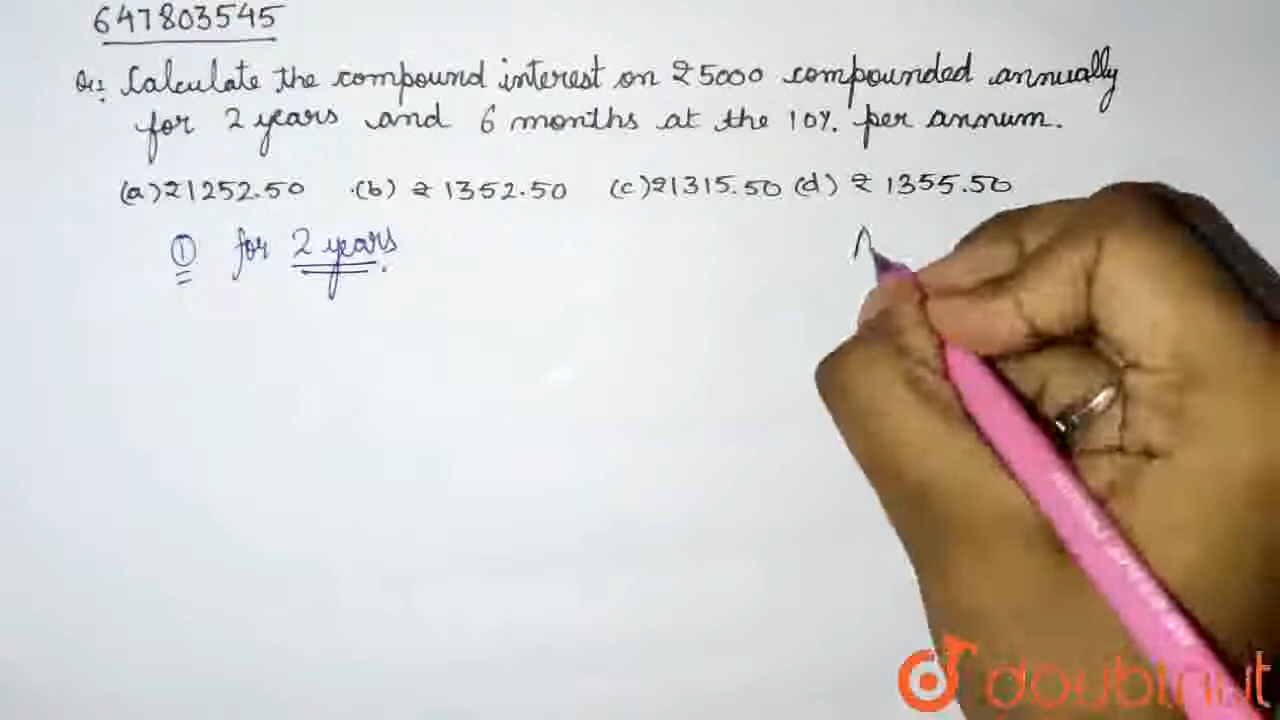 647803545
Q: Calculate the compound interest on ₹5000 compounded annually
for 2 years and 6 months at the 10% per annum.
(a) ₹1252.50 (b) ₹ 1352.50 (c) ₹1315.50 (d) ₹ 1355.50
① for 2 years. A
doubtnut